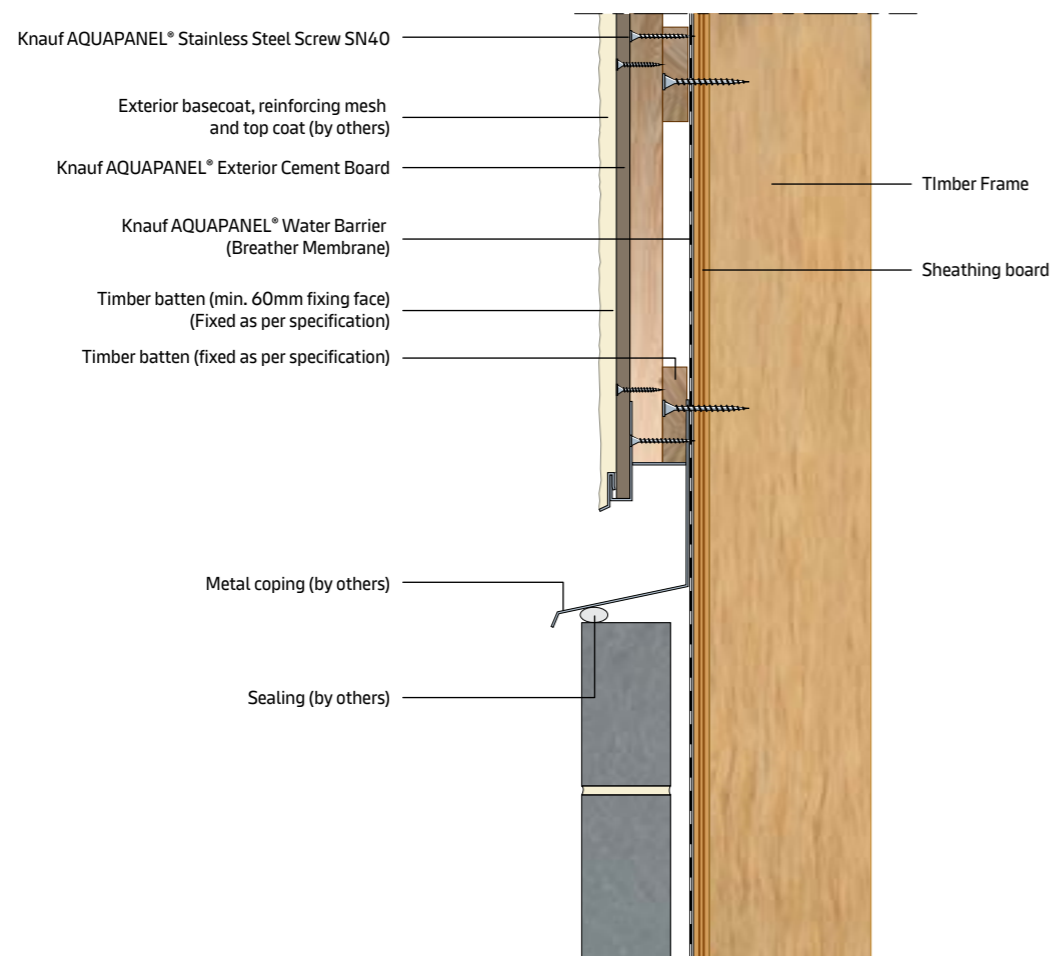 Knauf AQUAPANEL® Stainless Steel Screw SN40
Exterior basecoat, reinforcing mesh
and top coat (by others)
Knauf AQUAPANEL® Exterior Cement Board
Knauf AQUAPANEL® Water Barrier
(Breather Membrane)
Timber batten (min. 60mm fixing face)
(Fixed as per specification)
Timber batten (fixed as per specification)
Metal coping (by others)
Sealing (by others)
TImber Frame
Sheathing board